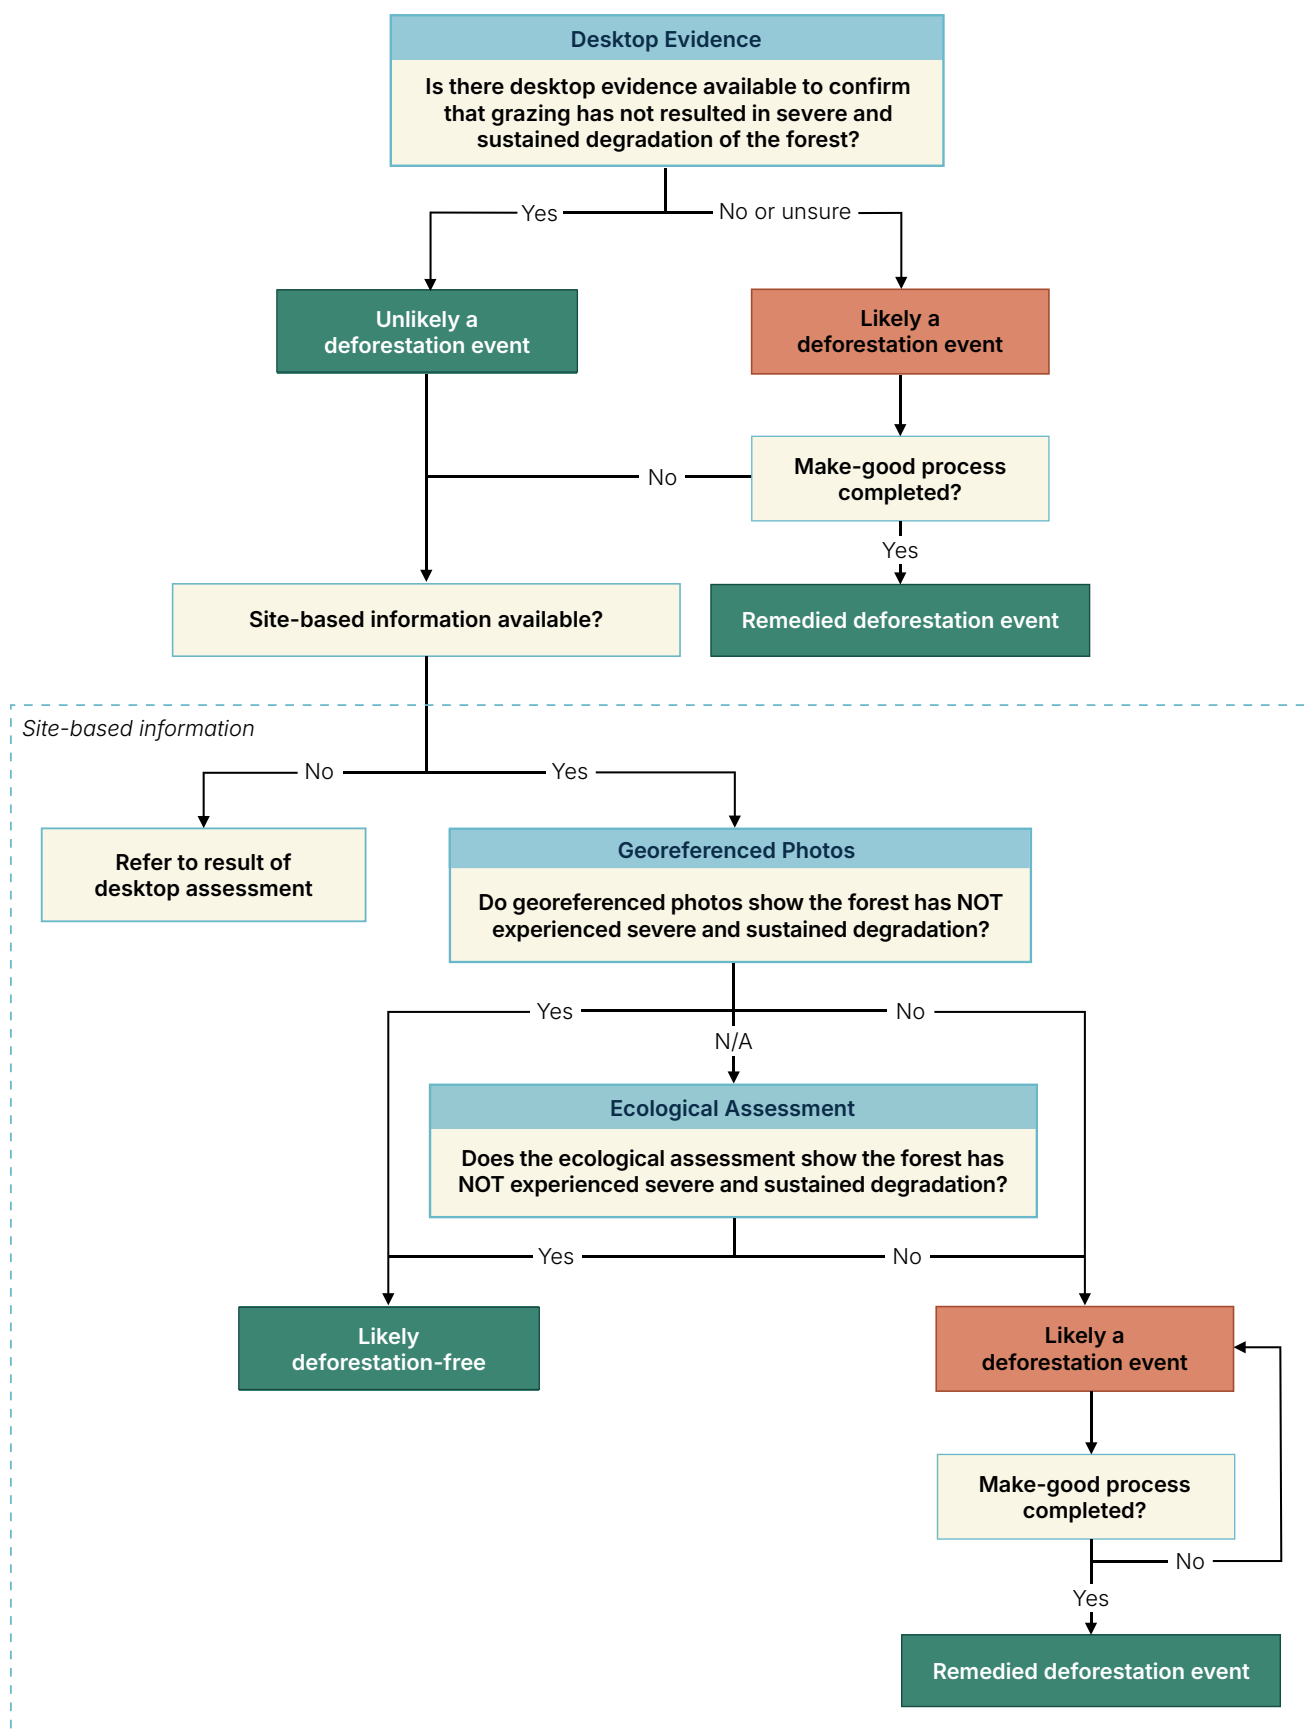 Desktop Evidence
Is there desktop evidence available to confirm
that grazing has not resulted in severe and
sustained degradation of the forest?
Yes
No or unsure
Unlikely a
deforestation event
Likely a
deforestation event
Make-good process
completed?
No
Yes
Site-based information available?
Remedied deforestation event
Site-based information
No
Yes
Refer to result of
desktop assessment
Georeferenced Photos
Do georeferenced photos show the forest has NOT
experienced severe and sustained degradation?
Yes
No
N/A
Ecological Assessment
Does the ecological assessment show the forest has
NOT experienced severe and sustained degradation?
Yes
No
Likely
deforestation-free
Likely a
deforestation event
Make-good process
completed?
No
Yes
Remedied deforestation event